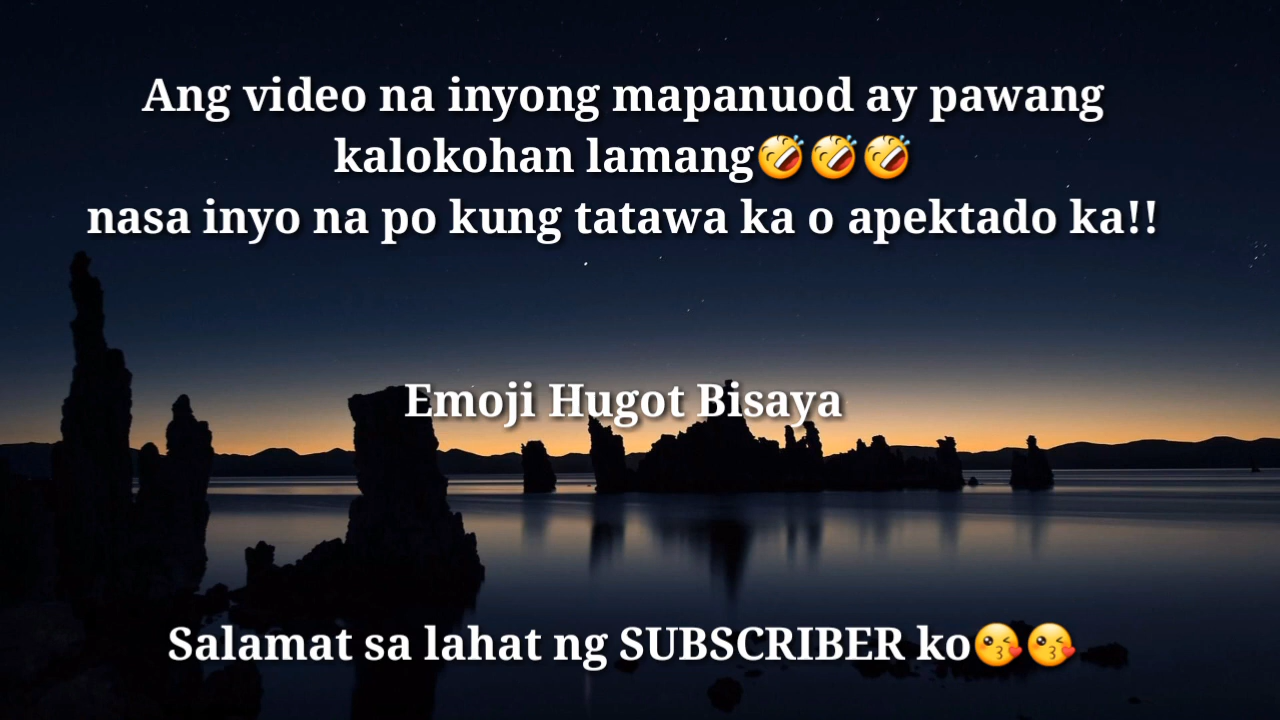 Ang video na inyong mapanuod ay pawang
kalokohan lamang🤣🤣🤣
nasa inyo na po kung tatawa ka o apektado ka!!
Emoji Hugot Bisaya
Salamat sa lahat ng SUBSCRIBER ko😘😘